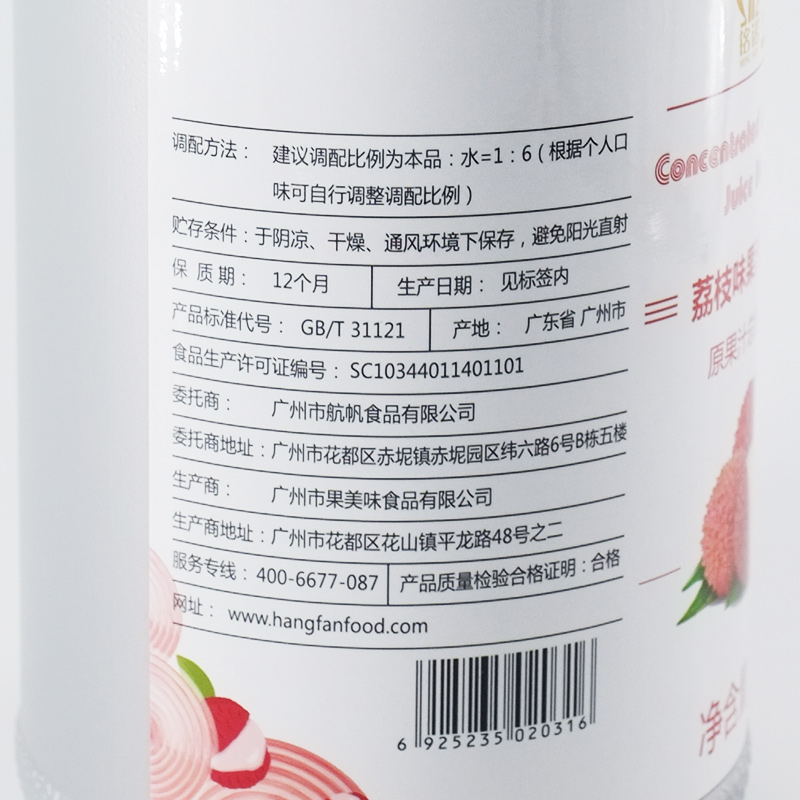 铭
调配方法： 建议调配比例为本品：水=1：6（根据个人口
味可自行调整调配比例）
贮存条件：于阴凉、干燥、通风环境下保存，避免阳光直射
保 质 期： 12个月 生产日期： 见标签内
产品标准代号： GB/T 31121 产地： 广东省 广州市
食品生产许可证编号： SC10344011401101
委托商： 广州市航帆食品有限公司
委托商地址：广州市花都区赤坭镇赤坭园区纬六路6号B栋五楼
生产商： 广州市果美味食品有限公司
生产商地址：广州市花都区花山镇平龙路48号之二
服务专线： 400-6677-087 产品质量检验合格证明：合格
网址： www.hangfanfood.com
6 925235 020316
Concentrated
Juice
荔枝味果
原果汁
净含